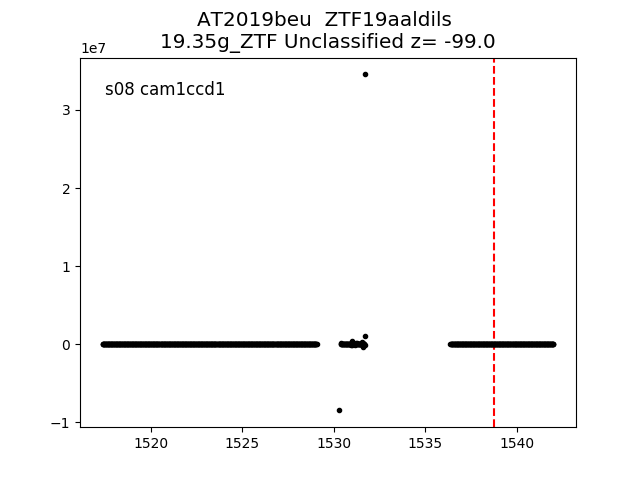 AT2019beu  ZTF19aaldils
19.35g_ZTF Unclassified z= -99.0
1e7
s08 cam1ccd1
3
2
1
0
−1
1520
1525
1530
1535
1540